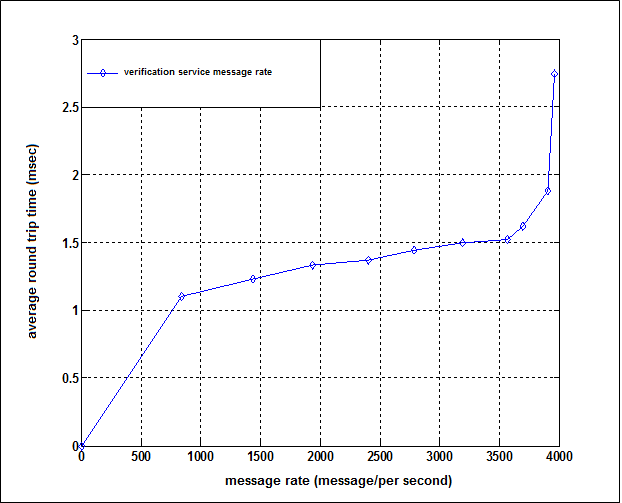 3
verification service message rate
2.5
2
1.5
1
0.5
0
average round trip time (msec)
0 500 1000 1500 2000 2500 3000 3500 4000
message rate (message/per second)